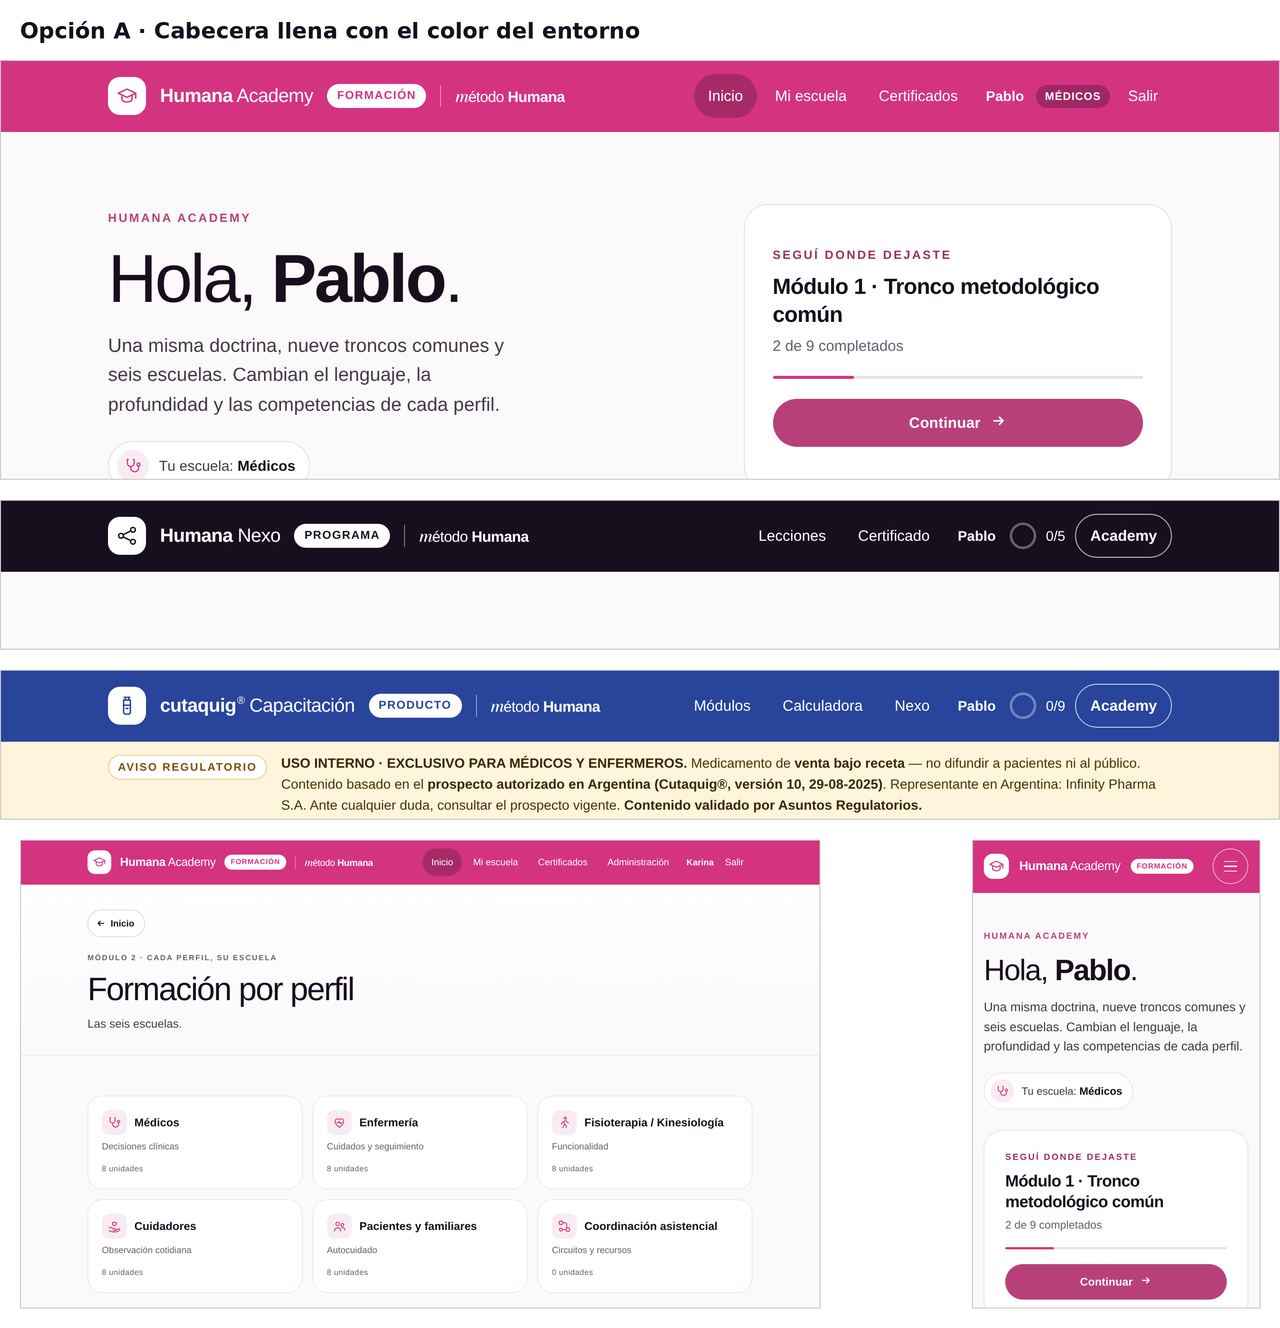 Opción A · Cabecera llena con el color del entorno
Humana Academy FORMACIÓN método Humana Inicio Mi escuela Certificados Pablo MÉDICOS Salir
HUMANA ACADEMY
Hola, Pablo.
Una misma doctrina, nueve troncos comunes y
seis escuelas. Cambian el lenguaje, la
profundidad y las competencias de cada perfil.
Tu escuela: Médicos
SEGUÍ DONDE DEJASTE
Módulo 1 · Tronco metodológico
común
2 de 9 completados
Continuar →
Humana Nexo PROGRAMA método Humana Lecciones Certificado Pablo 0/5 Academy
cutaquig® Capacitación PRODUCTO método Humana Módulos Calculadora Nexo Pablo 0/9 Academy
AVISO REGULATORIO USO INTERNO · EXCLUSIVO PARA MÉDICOS Y ENFERMEROS. Medicamento de venta bajo receta — no difundir a pacientes ni al público.
Contenido basado en el prospecto autorizado en Argentina (Cutaquig®, versión 10, 29-08-2025). Representante en Argentina: Infinity Pharma
S.A. Ante cualquier duda, consultar el prospecto vigente. Contenido validado por Asuntos Regulatorios.
Humana Academy FORMACIÓN método Humana Inicio Mi escuela Certificados Administración Karina Salir
← Inicio
MÓDULO 2 · CADA PERFIL, SU ESCUELA
Formación por perfil
Las seis escuelas.
Médicos
Decisiones clínicas
8 unidades
Enfermería
Cuidados y seguimiento
8 unidades
Fisioterapia / Kinesiología
Funcionalidad
8 unidades
Cuidadores
Observación cotidiana
8 unidades
Pacientes y familiares
Autocuidado
8 unidades
Coordinación asistencial
Circuitos y recursos
0 unidades
Humana Academy FORMACIÓN
HUMANA ACADEMY
Hola, Pablo.
Una misma doctrina, nueve troncos comunes y
seis escuelas. Cambian el lenguaje, la
profundidad y las competencias de cada perfil.
Tu escuela: Médicos
SEGUÍ DONDE DEJASTE
Módulo 1 · Tronco
metodológico común
2 de 9 completados
Continuar →